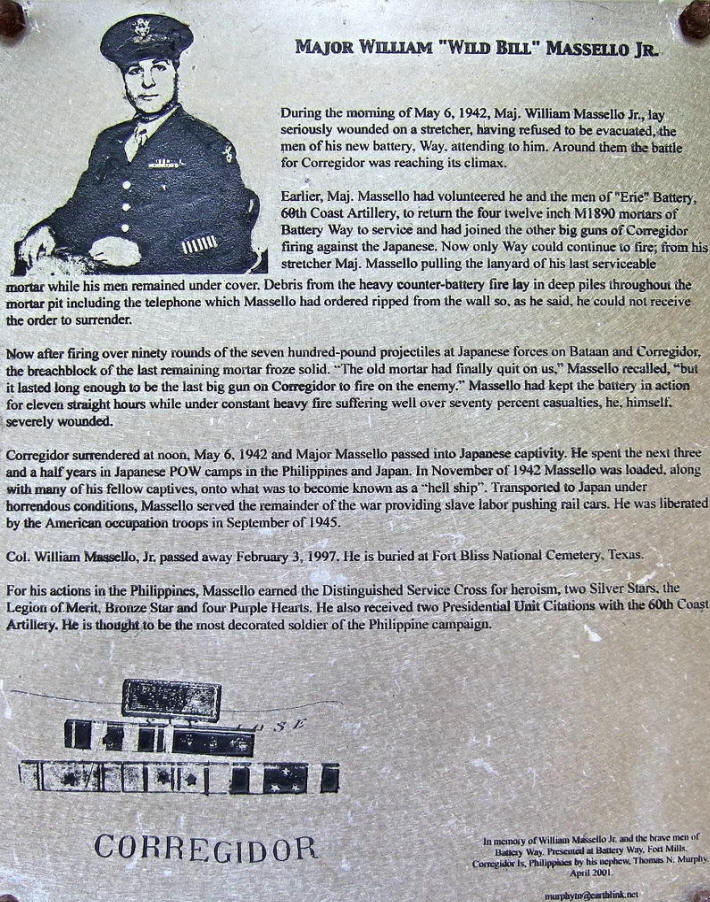 MAJOR WILLIAM "WILD BILL" MASSELLO JR.
During the morning of May 6, 1942, Maj. William Massello Jr., lay
seriously wounded on a stretcher, having refused to be evacuated, the
men of his new battery, Way, attending to him. Around them the battle
for Corregidor was reaching its climax.
Earlier, Maj. Massello had volunteered he and the men of "Erie" Battery,
60th Coast Artillery, to return the four twelve inch M1890 mortars of
Battery Way to service and had joined the other big guns of Corregidor
firing against the Japanese. Now only Way could continue to fire; from his
stretcher Maj. Massello pulling the lanyard of his last serviceable
mortar while his men remained under cover. Debris from the heavy counter-battery fire lay in deep piles throughout the
mortar pit including the telephone which Massello had ordered ripped from the wall so, as he said, he could not receive
the order to surrender.
Now after firing over ninety rounds of the seven hundred-pound projectiles at Japanese forces on Bataan and Corregidor,
the breachblock of the last remaining mortar froze solid. "The old mortar had finally quit on us," Massello recalled, "but
it lasted long enough to be the last big gun on Corregidor to fire on the enemy." Massello had kept the battery in action
for eleven straight hours while under constant heavy fire suffering well over seventy percent casualties, he, himself,
severely wounded.
Corregidor surrendered at noon, May 6, 1942 and Major Massello passed into Japanese captivity. He spent the next three
and a half years in Japanese POW camps in the Philippines and Japan. In November of 1942 Massello was loaded, along
with many of his fellow captives, onto what was to become known as a "hell ship". Transported to Japan under
horrendous conditions, Massello served the remainder of the war providing slave labor pushing rail cars. He was liberated
by the American occupation troops in September of 1945.
Col. William Massello, Jr, passed away February 3, 1997. He is buried at Fort Bliss National Cemetery, Texas.
For his actions in the Philippines, Massello earned the Distinguished Service Cross for heroism, two Silver Stars, the
Legion of Merit, Bronze Star and four Purple Hearts. He also received two Presidential Unit Citations with the 60th Coast
Artillery. He is thought to be the most decorated soldier of the Philippine campaign.
CORREGIDOR
In memory of William Massello Jr. and the brave men of
Battery Way. Presented at Battery Way, Fort Mills,
Corregidor Is, Philippines by his nephew, Thomas N. Murphy,
April 2001.
murphytn@earthlink.net